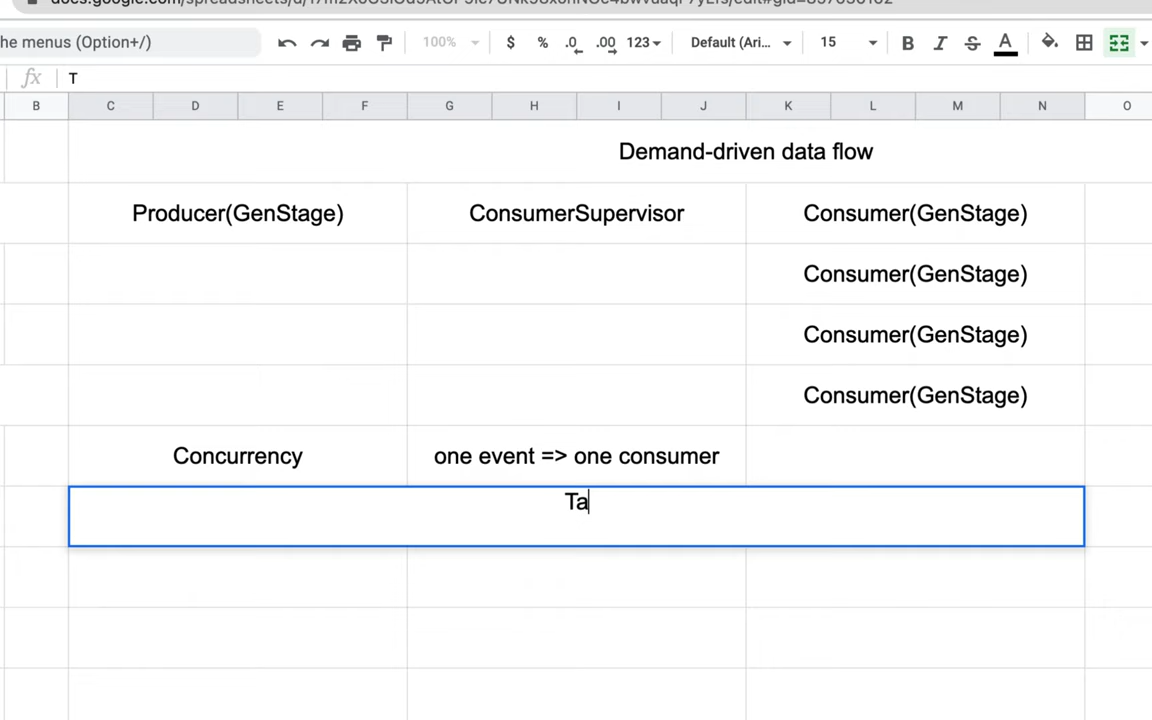 he menus (Option+/)
100%
$ % .0 .00 123
Default (Ari...
15
B I S A
fx T
B C D E F G H I J K L M N O
Demand-driven data flow
Producer(GenStage) ConsumerSupervisor Consumer(GenStage)
Consumer(GenStage)
Consumer(GenStage)
Consumer(GenStage)
Concurrency one event => one consumer
Ta